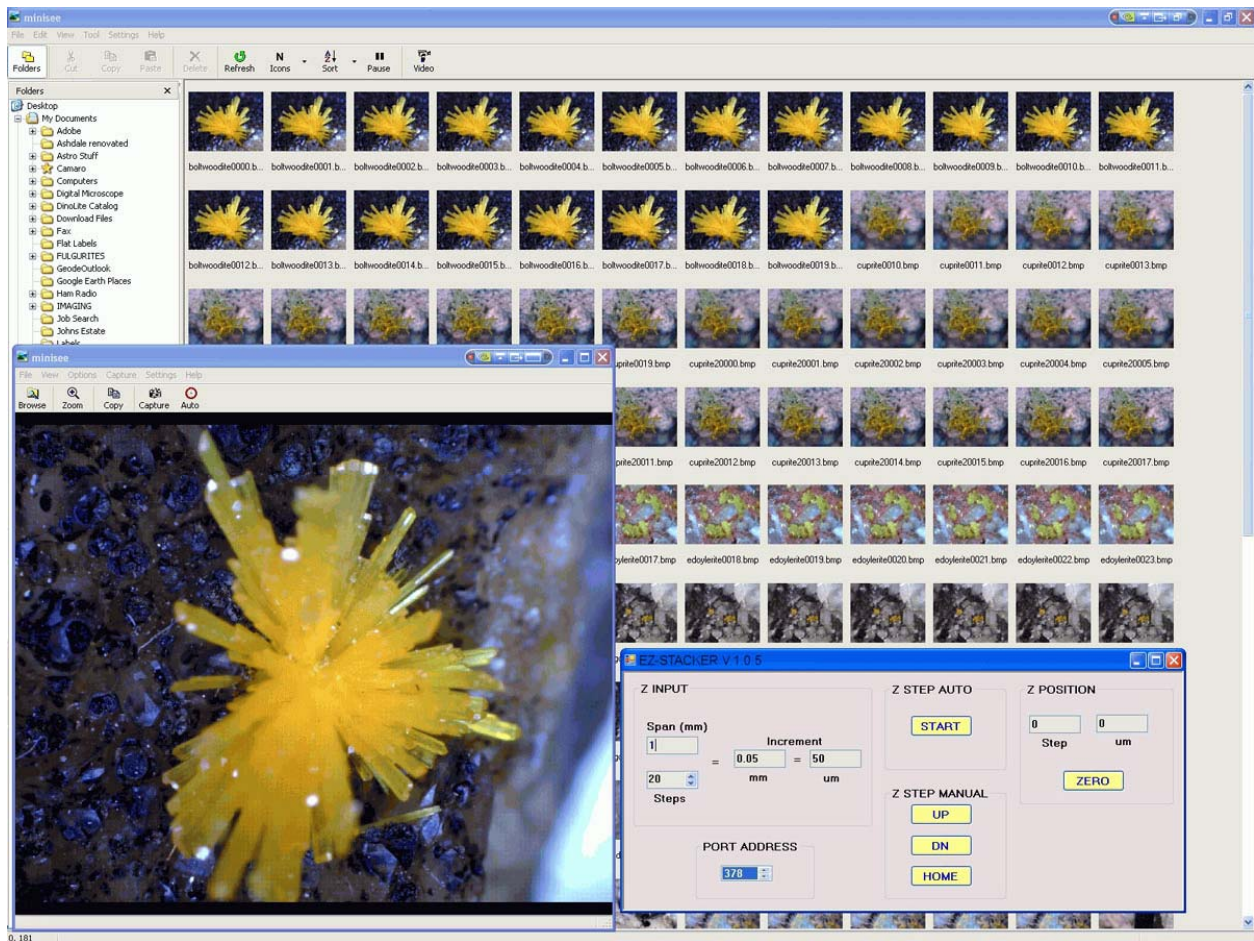 minisee
File Edit View Tool Settings Help
Folders Cut Copy Paste Delete Refresh Icons Sort Pause Video
Folders
Desktop
My Documents
Adobe
Ashdale renovated
Astro Stuff
Camaro
Computers
Digital Microscope
DinoLite Catalog
Download Files
Fax
Flat Labels
FULGURITES
GeodeOutlook
Google Earth Places
Ham Radio
IMAGING
Job Search
Johns Estate
Labels
boltwoodite0000.b... boltwoodite0001.b... boltwoodite0002.b... boltwoodite0003.b... boltwoodite0004.b... boltwoodite0005.b... boltwoodite0006.b... boltwoodite0007.b... boltwoodite0008.b... boltwoodite0009.b... boltwoodite0010.b... boltwoodite0011.b...
boltwoodite0012.b... boltwoodite0013.b... boltwoodite0014.b... boltwoodite0015.b... boltwoodite0016.b... boltwoodite0017.b... boltwoodite0018.b... boltwoodite0019.b... cuprite0010.bmp cuprite0011.bmp cuprite0012.bmp cuprite0013.bmp
prite0019.bmp cuprite20000.bmp cuprite20001.bmp cuprite20002.bmp cuprite20003.bmp cuprite20004.bmp cuprite20005.bmp
prite20011.bmp cuprite20012.bmp cuprite20013.bmp cuprite20014.bmp cuprite20015.bmp cuprite20016.bmp cuprite20017.bmp
oylerite0017.bmp edoylerite0018.bmp edoylerite0019.bmp edoylerite0020.bmp edoylerite0021.bmp edoylerite0022.bmp edoylerite0023.bmp
minisee
File View Options Capture Settings Help
Browse Zoom Copy Capture Auto
EZ-STACKER V 1.0.5
Z INPUT
Span (mm)
1
20
Steps
=
Increment
0.05 = 50
mm um
PORT ADDRESS
378
Z STEP AUTO
START
Z STEP MANUAL
UP
DN
HOME
Z POSITION
0 0
Step um
ZERO
0, 181